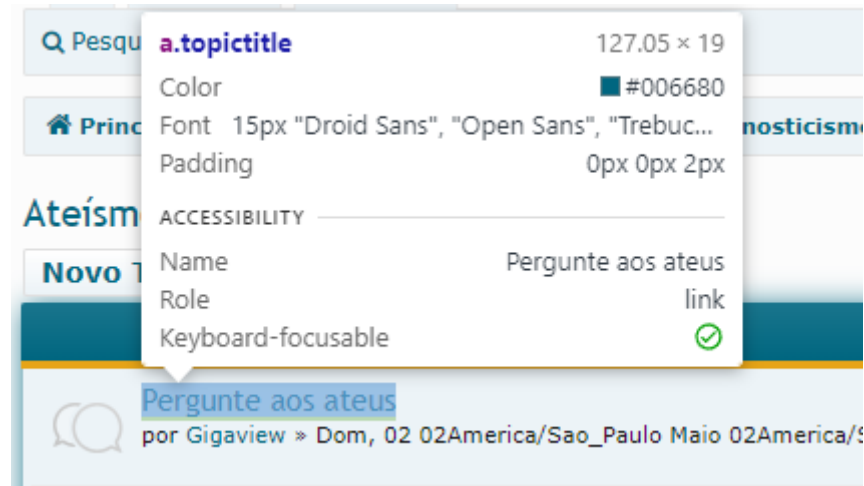 Pesqu
a.topictitle 127.05 × 19
Color #006680
Font 15px "Droid Sans", "Open Sans", "Trebuc...
Princ
nosticismo
Padding 0px 0px 2px
Ateísm
ACCESSIBILITY
Name Pergunte aos ateus
Novo T
Role link
Keyboard-focusable
Pergunte aos ateus
por Gigaview » Dom, 02 02America/Sao_Paulo Maio 02America/S